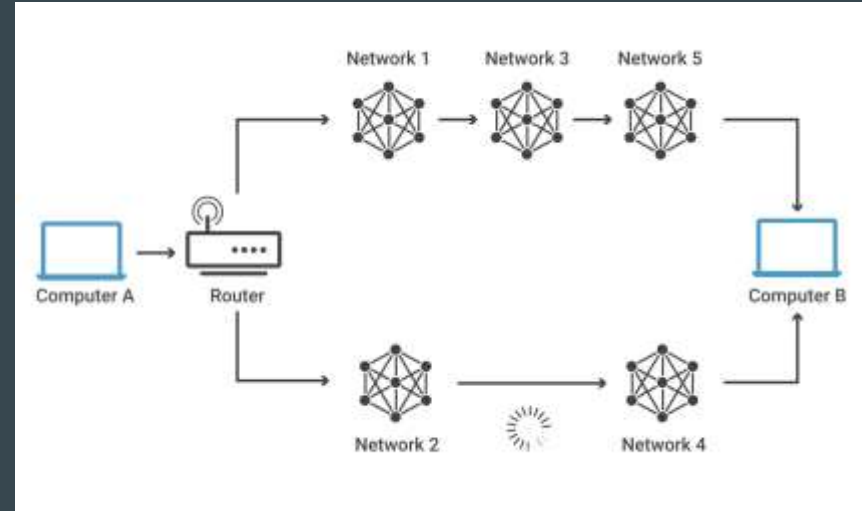 Network 1
Network 3
Network 5
Computer A
Router
Computer B
Network 2
Network 4